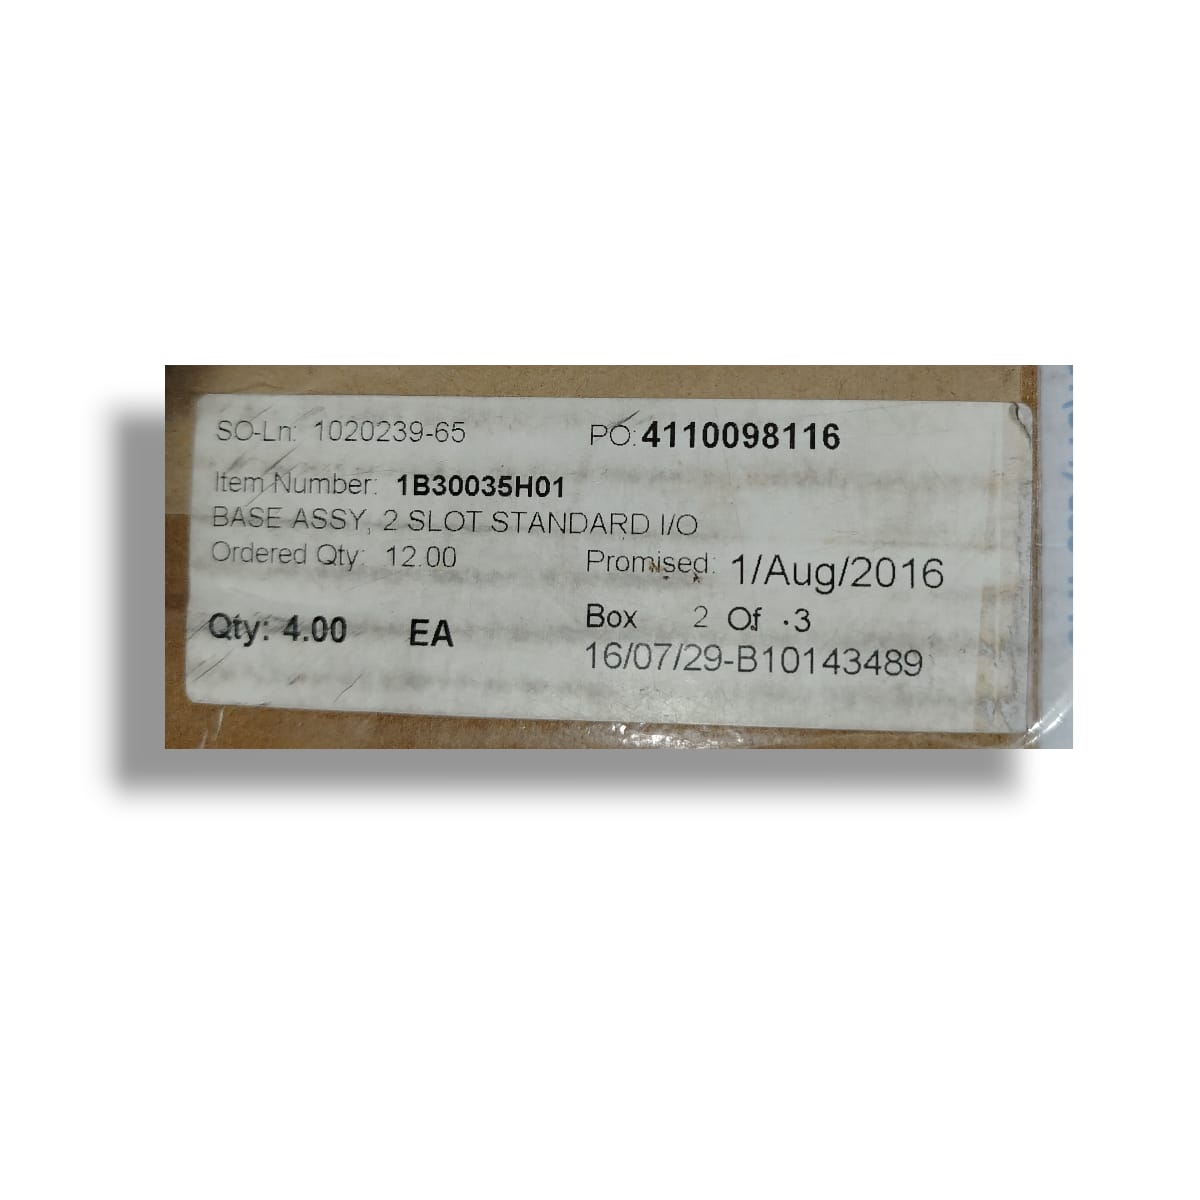 SO-Ln: 1020239-65 PO: 4110098116
Item Number: 1B30035H01
BASE ASSY, 2 SLOT STANDARD I/O
Ordered Qty: 12.00 Promised: 1/Aug/2016
Qty: 4.00 EA Box 2 Of 3
16/07/29-B10143489